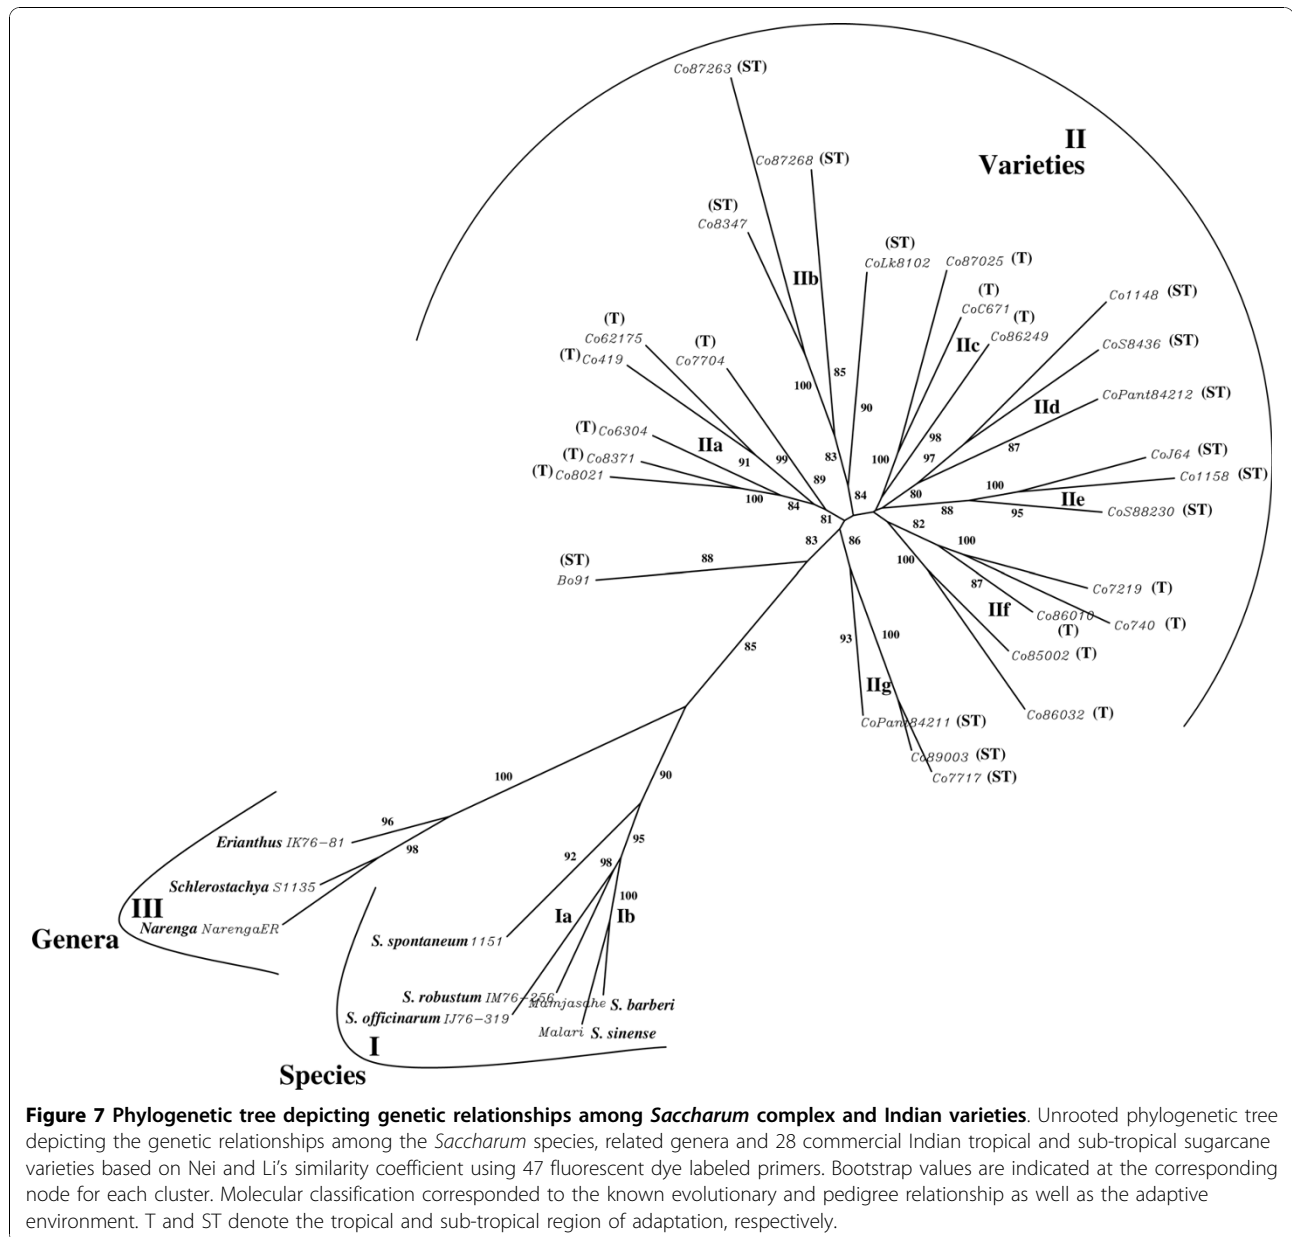 Co87263 (ST)
II
Varieties
Co87268 (ST)
(ST)
Co8347
(ST)
CoLk8102
Co87025 (T)
IIb
(T)
CoC671
(T)
Co86249
IIc
Co1148 (ST)
CoS8436 (ST)
(T)
Co62175
(T) Co419
(T)
Co7704
100
85
90
CoPant84212 (ST)
IId
(T) Co6304
IIa
98
87
(T) Co8371
(T) Co8021
91
99
83
100
97
CoJ64 (ST)
Co1158 (ST)
89
84
80
100
IIe
100
84
88
95
CoS88230 (ST)
81
82
83
86
100
100
(ST)
Bo91
88
87
Co7219 (T)
IIf
Co86010
(T)
Co740 (T)
93
100
85
Co85002 (T)
IIg
CoPant84211 (ST)
Co86032 (T)
Co89003 (ST)
Co7717 (ST)
100
90
96
98
95
Erianthus IK76-81
92
98
Schlerostachya S1135
100
III
Genera
Narenga NarengaER
Ia
Ib
S. spontaneum 1151
S. robustum IM76-256
Mamjasahe S. barberi
S. officinarum IJ76-319
Malari S. sinense
I
Species
Figure 7 Phylogenetic tree depicting genetic relationships among Saccharum complex and Indian varieties. Unrooted phylogenetic tree
depicting the genetic relationships among the Saccharum species, related genera and 28 commercial Indian tropical and sub-tropical sugarcane
varieties based on Nei and Li's similarity coefficient using 47 fluorescent dye labeled primers. Bootstrap values are indicated at the corresponding
node for each cluster. Molecular classification corresponded to the known evolutionary and pedigree relationship as well as the adaptive
environment. T and ST denote the tropical and sub-tropical region of adaptation, respectively.